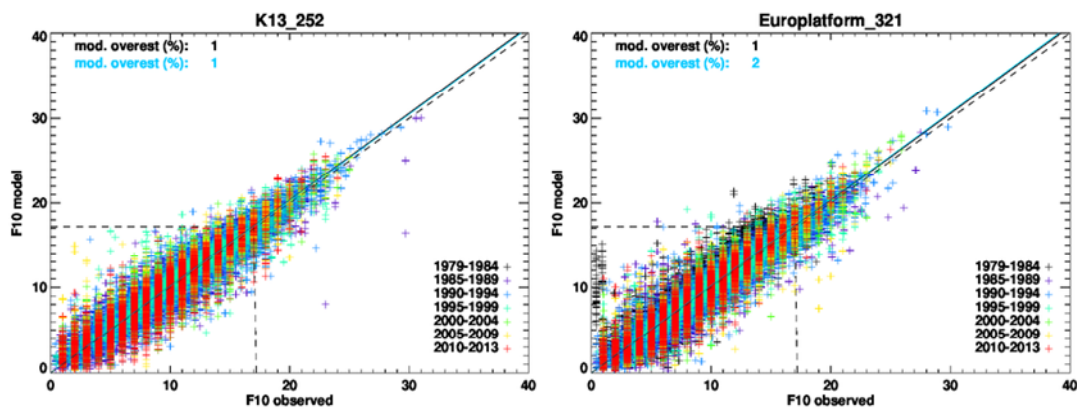 K13_252
mod. overest (%): 1
mod. overest (%): 1
F10 model
40
30
20
10
0
1979-1984 +
1985-1989 +
1990-1994 +
1995-1999 +
2000-2004 +
2005-2009 +
2010-2013 +
0 10 20 30 40
F10 observed
Europlatform_321
mod. overest (%): 1
mod. overest (%): 2
F10 model
40
30
20
10
0
1979-1984 +
1985-1989 +
1990-1994 +
1995-1999 +
2000-2004 +
2005-2009 +
2010-2013 +
0 10 20 30 40
F10 observed